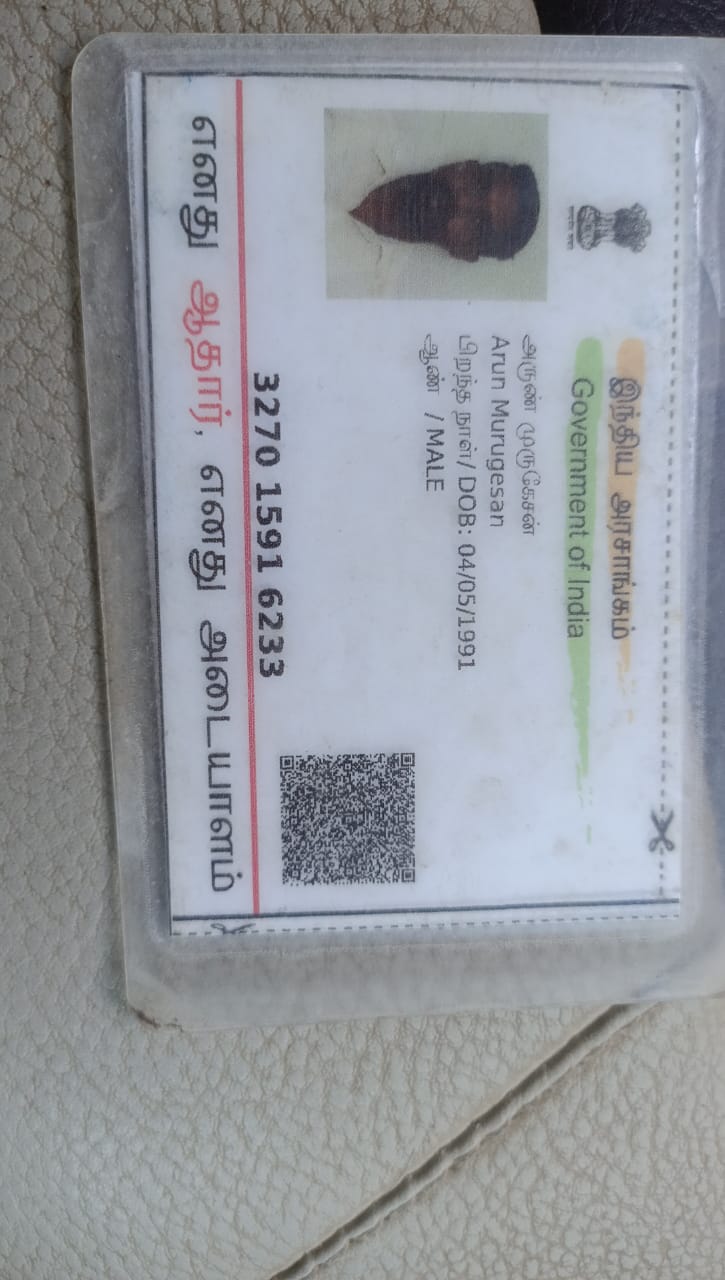 இந்திய அரசாங்கம்
Government of India
அருண் முருகேசன்
Arun Murugesan
பிறந்த நாள் / DOB: 04/05/1991
ஆண் / MALE
3270 1591 6233
எனது ஆதார், எனது அடையாளம்